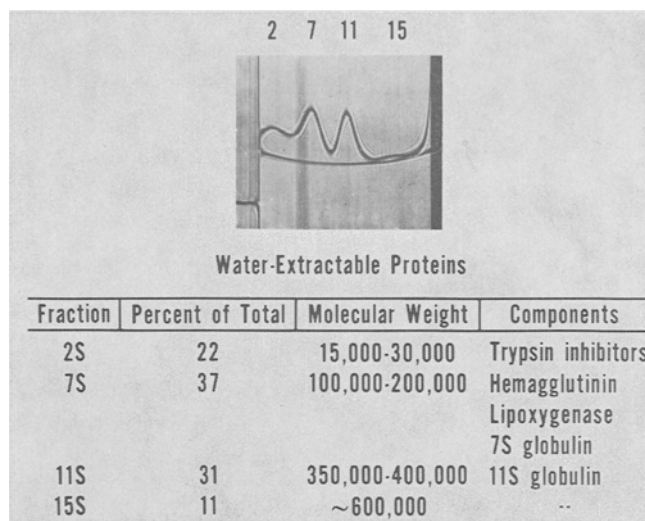 2 7 11 15
Water-Extractable Proteins
Fraction Percent of Total Molecular Weight Components
2S 22 15,000-30,000 Trypsin inhibitors
7S 37 100,000-200,000 Hemagglutinin
Lipoxygenase
7S globulin
11S 31 350,000-400,000 11S globulin
15S 11 ~600,000 --